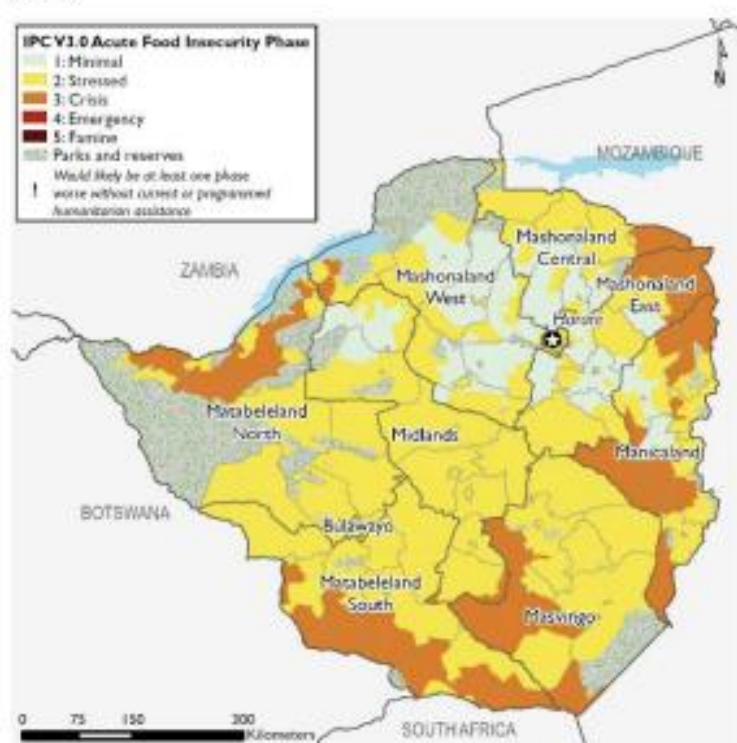 IPC V3.0 Acute Food Insecurity Phase
1: Minimal
2: Stressed
3: Crisis
4: Emergency
5: Famine
Parks and reserves
Would likely be at least one phase
! worse without current or programmed
humanitarian assistance
N
MOZAMBIQUE
ZAMBIA
Mashonaland
Central
Mashonaland
West
Mashonaland
East
Harare
Matabeleland
North
Midlands
Manicaland
BOTSWANA
Bulawayo
Matabeleland
South
Masvingo
0 75 150 300
Kilometers
SOUTH AFRICA